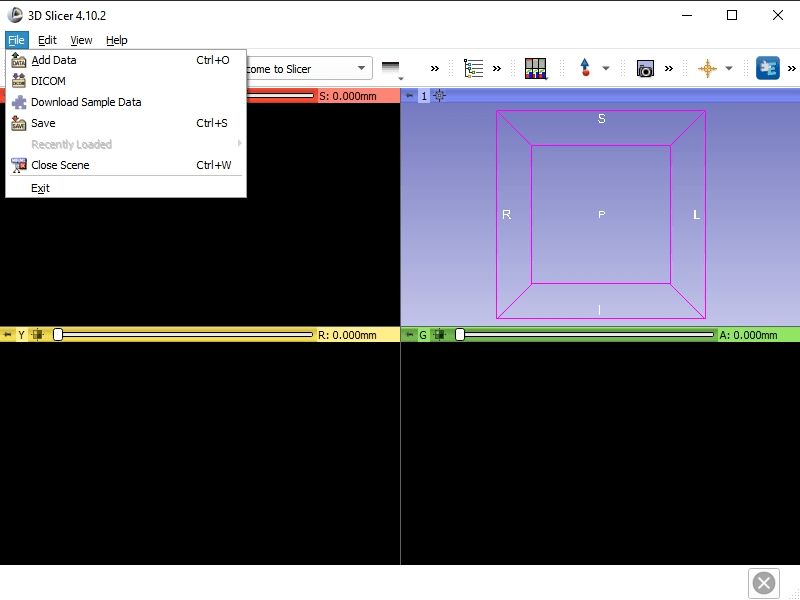 3D Slicer 4.10.2
File Edit View Help
Add Data Ctrl+O
DICOM
Download Sample Data
Save Ctrl+S
Recently Loaded
Close Scene Ctrl+W
Exit
come to Slicer
S: 0.000mm
1
S
R
P
L
I
Y
R: 0.000mm
G
A: 0.000mm